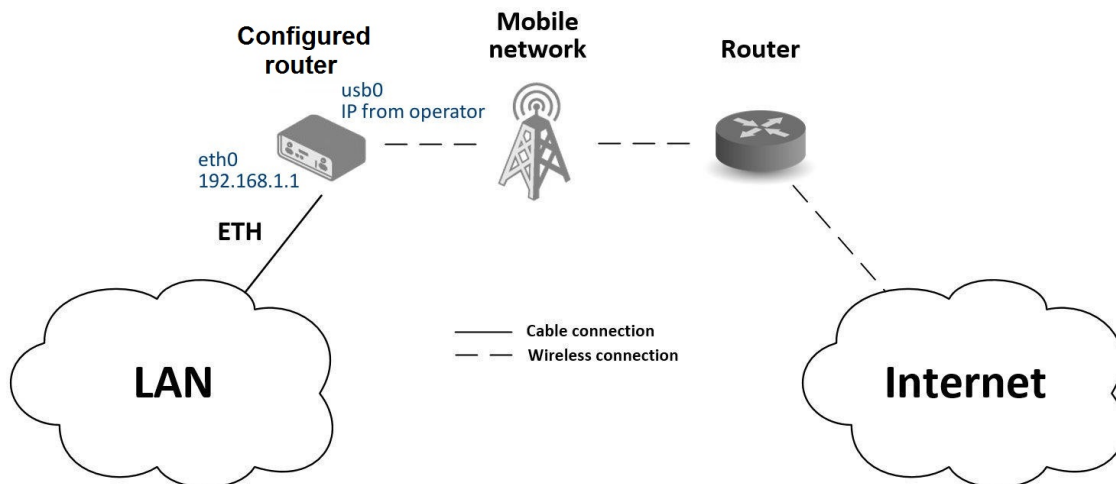 Configured
router
Mobile
network
Router
usb0
IP from operator
eth0
192.168.1.1
ETH
Cable connection
Wireless connection
LAN
Internet